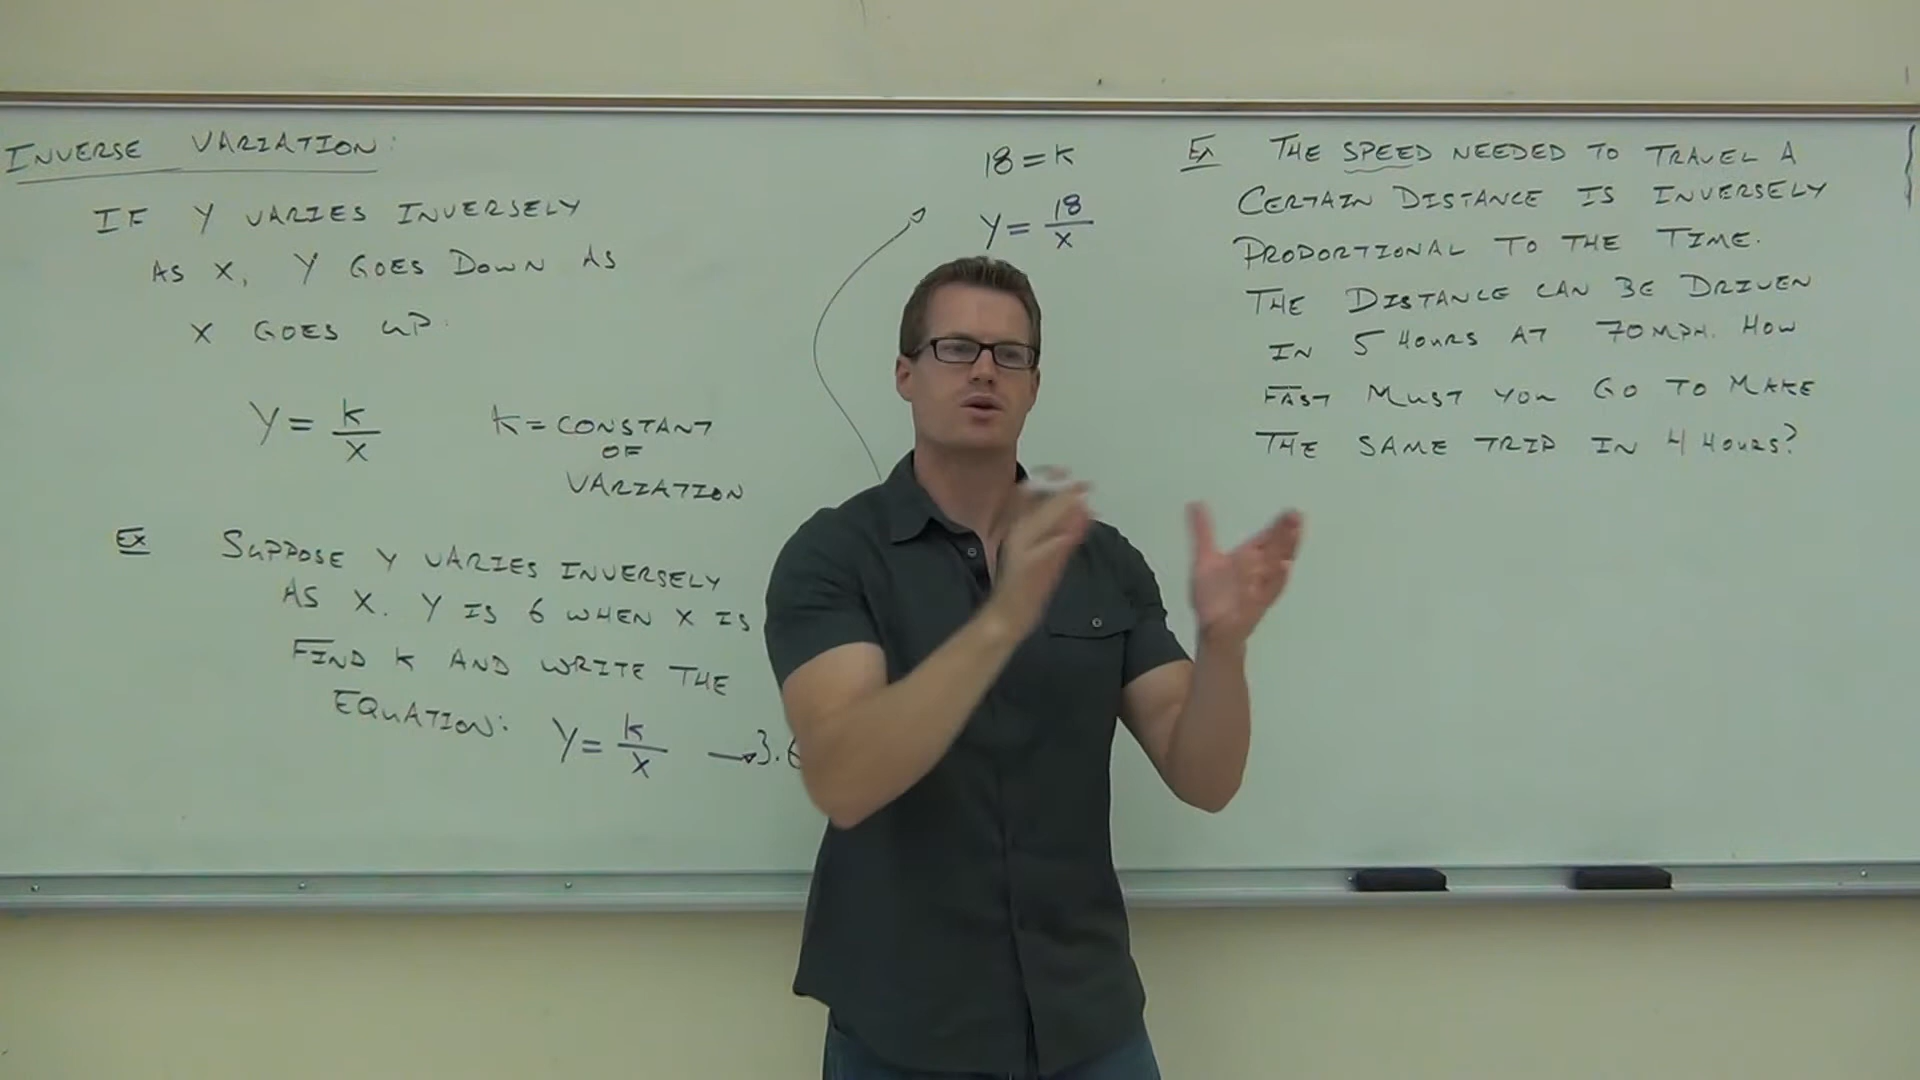 INVERSE VARIATION:
IF Y VARIES INVERSELY
AS X, Y GOES DOWN AS
X GOES UP.
Y = k/x
K = CONSTANT
OF
VARIATION
Ex SUPPOSE Y VARIES INVERSELY
AS X. Y IS 6 WHEN X IS
FIND K AND WRITE THE
EQUATION: Y = k/x → 3.6
18 = K
Y = 18/x
Ex THE SPEED NEEDED TO TRAVEL A
CERTAIN DISTANCE IS INVERSELY
PROPORTIONAL TO THE TIME.
THE DISTANCE CAN BE DRIVEN
IN 5 HOURS AT 70MPH. HOW
FAST MUST YOU GO TO MAKE
THE SAME TRIP IN 4 HOURS?